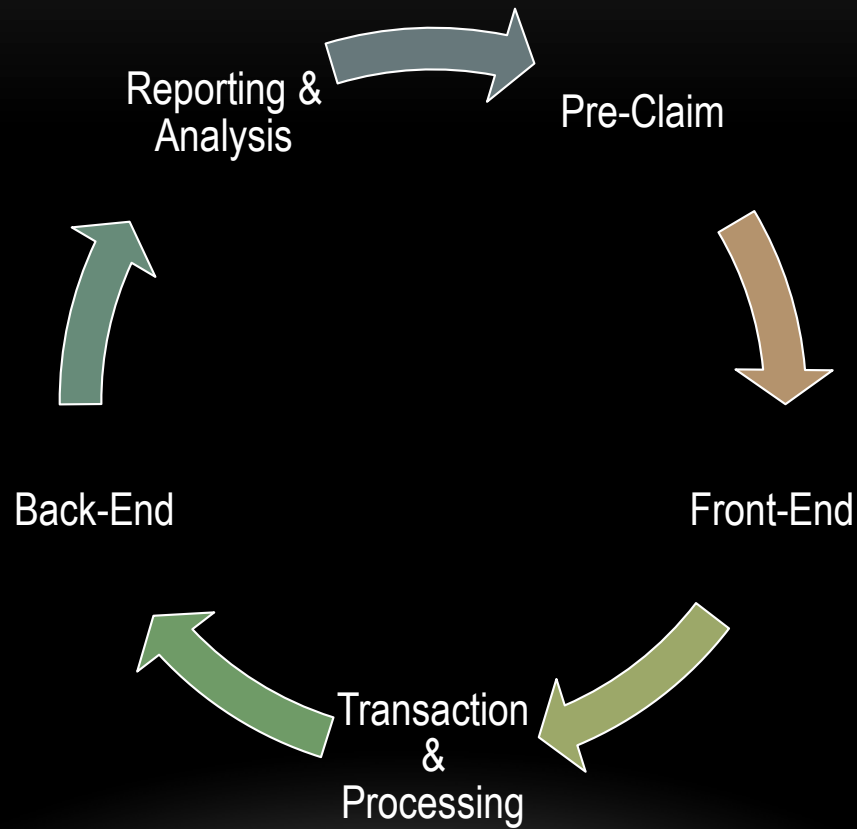 Reporting &
Analysis
Pre-Claim
Back-End
Front-End
Transaction
&
Processing